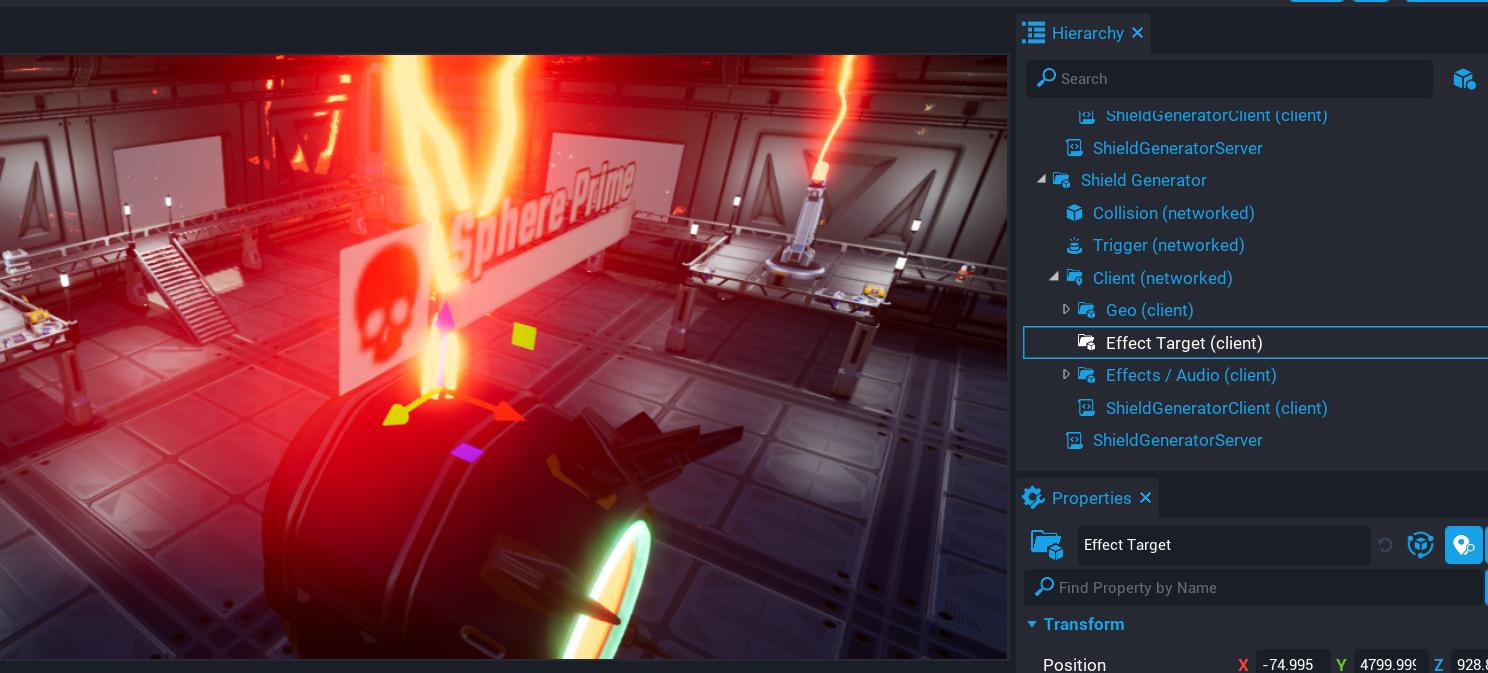 Sphere Prime
Hierarchy
Search
ShieldGeneratorClient (client)
ShieldGeneratorServer
Shield Generator
Collision (networked)
Trigger (networked)
Client (networked)
Geo (client)
Effect Target (client)
Effects / Audio (client)
ShieldGeneratorClient (client)
ShieldGeneratorServer
Properties
Effect Target
Find Property by Name
Transform
Position X -74.995 Y 4799.999 Z 928.8